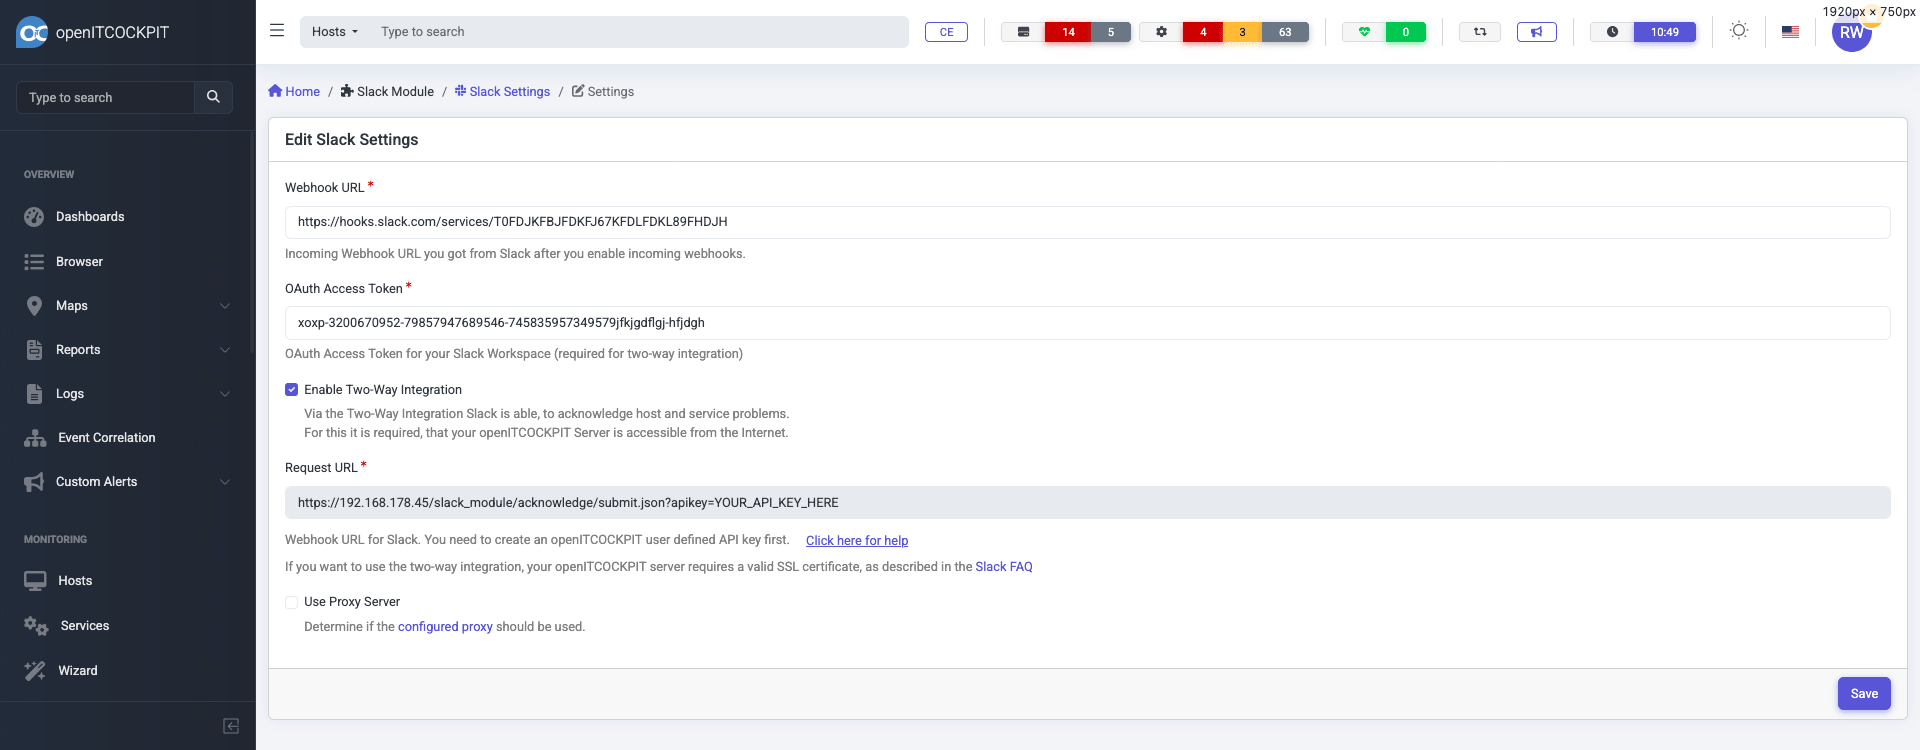 openITCOCKPIT
Hosts
Type to search
CE
14
5
4
3
63
0
10:49
1920px × 750px
RW
Type to search
Home / Slack Module / Slack Settings / Settings
OVERVIEW
Dashboards
Browser
Maps
Reports
Logs
Event Correlation
Custom Alerts
MONITORING
Hosts
Services
Wizard
Edit Slack Settings
Webhook URL *
https://hooks.slack.com/services/T0FDJKFBJFDKFJ67KFDLFDKL89FHDJH
Incoming Webhook URL you got from Slack after you enable incoming webhooks.
OAuth Access Token *
xoxp-3200670952-79857947689546-745835957349579jfkjgdflgj-hfjdgh
OAuth Access Token for your Slack Workspace (required for two-way integration)
Enable Two-Way Integration
Via the Two-Way Integration Slack is able, to acknowledge host and service problems.
For this it is required, that your openITCOCKPIT Server is accessible from the Internet.
Request URL *
https://192.168.178.45/slack_module/acknowledge/submit.json?apikey=YOUR_API_KEY_HERE
Webhook URL for Slack. You need to create an openITCOCKPIT user defined API key first. Click here for help
If you want to use the two-way integration, your openITCOCKPIT server requires a valid SSL certificate, as described in the Slack FAQ
Use Proxy Server
Determine if the configured proxy should be used.
Save